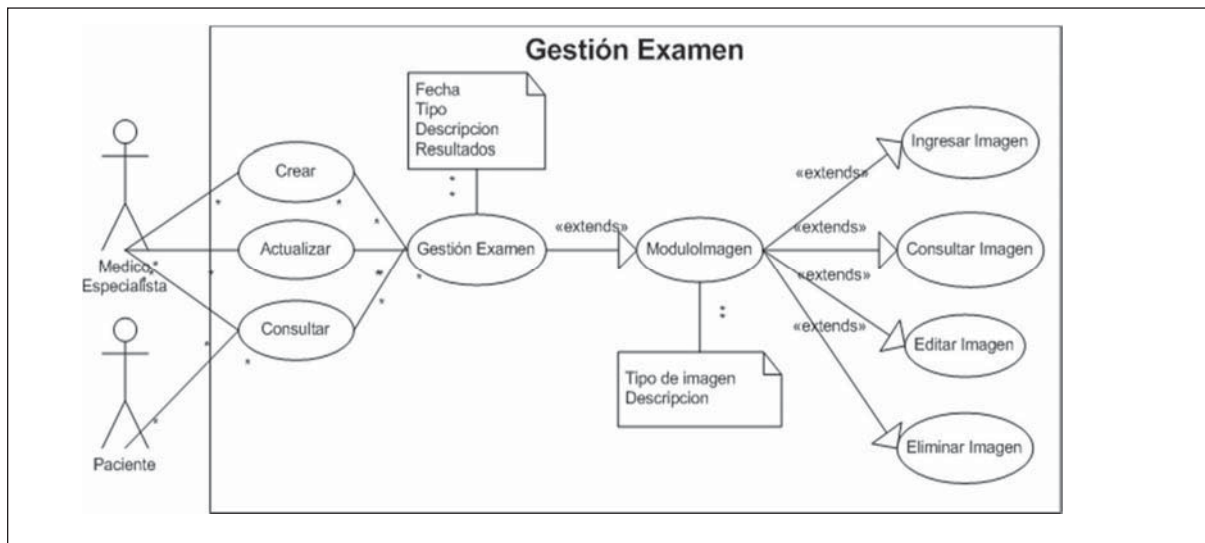 Gestión Examen
Fecha
Tipo
Descripcion
Resultados
Medico
Especialista
Paciente
Crear
Actualizar
Consultar
Gestión Examen
«extends»
ModuloImagen
Tipo de imagen
Descripcion
«extends»
«extends»
«extends»
«extends»
Ingresar Imagen
Consultar Imagen
Editar Imagen
Eliminar Imagen